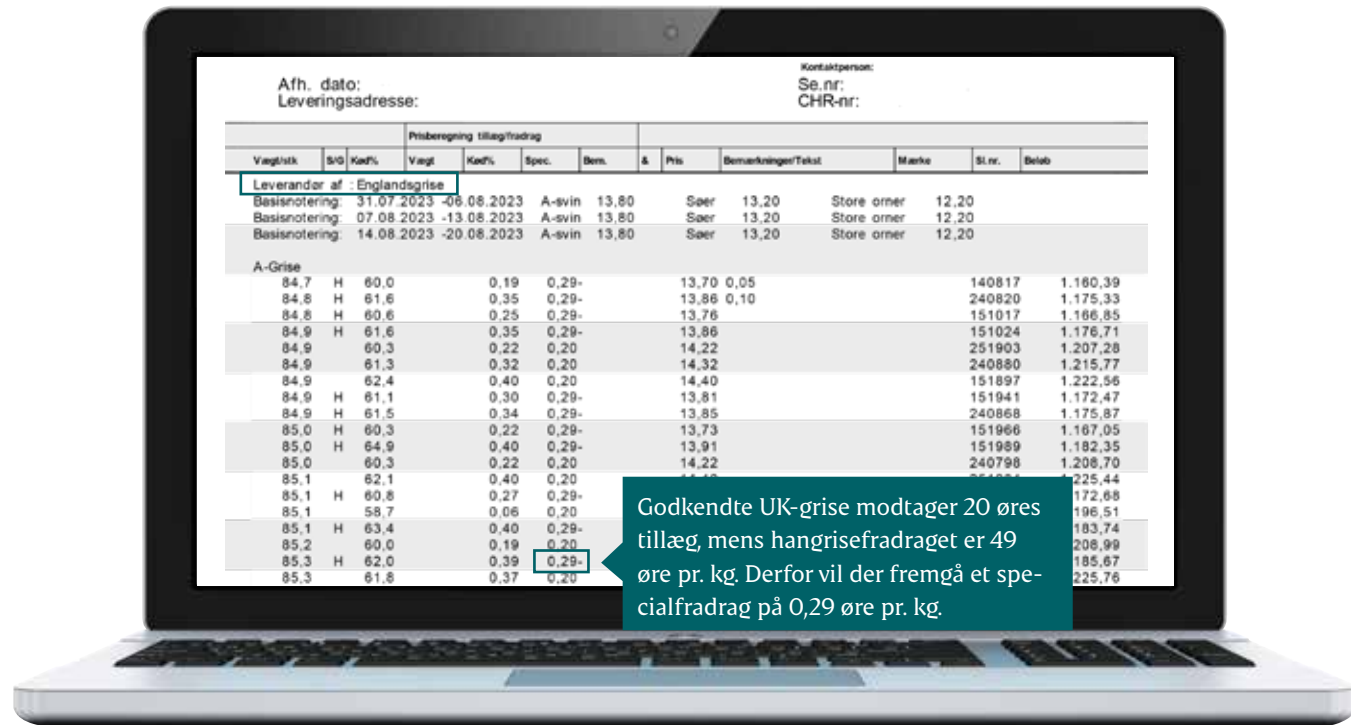 Kontaktperson:
Afh. dato: Se.nr:
Leveringsadresse: CHR-nr:
Prisberegning tillæg/fradrag
Vægt/stk S/G Kød% Vægt Kød% Spec. Bem. & Pris Bemærkninger/Tekst Mærke Sl.nr. Beløb
Leverandør af : Englandsgrise
Basisnotering: 31.07.2023 -06.08.2023 A-svin 13,80 Søer 13,20 Store orner 12,20
Basisnotering: 07.08.2023 -13.08.2023 A-svin 13,80 Søer 13,20 Store orner 12,20
Basisnotering: 14.08.2023 -20.08.2023 A-svin 13,80 Søer 13,20 Store orner 12,20
A-Grise
84,7 H 60,0 0,19 0,29- 13,70 0,05 140817 1.160,39
84,8 H 61,6 0,35 0,29- 13,86 0,10 240820 1.175,33
84,8 H 60,6 0,25 0,29- 13,76 151017 1.166,85
84,9 H 61,6 0,35 0,29- 13,86 151024 1.176,71
84,9 60,3 0,22 0,20 14,22 251903 1.207,28
84,9 61,3 0,32 0,20 14,32 240880 1.215,77
84,9 62,4 0,40 0,20 14,40 151897 1.222,56
84,9 H 61,1 0,30 0,29- 13,81 151941 1.172,47
84,9 H 61,5 0,34 0,29- 13,85 240868 1.175,87
85,0 H 60,3 0,22 0,29- 13,73 151966 1.167,05
85,0 H 64,9 0,40 0,29- 13,91 151989 1.182,35
85,0 60,3 0,22 0,20 14,22 240798 1.208,70
85,1 62,1 0,40 0,20 225,44
85,1 H 60,8 0,27 0,29- 172,68
85,1 58,7 0,06 0,20 196,51
85,1 H 63,4 0,40 0,29- 183,74
85,2 60,0 0,19 0,20 208,99
85,3 H 62,0 0,39 0,29- 185,67
85,3 61,8 0,37 0,20 225,76
Godkendte UK-grise modtager 20 øres
tillæg, mens hangrisefradraget er 49
øre pr. kg. Derfor vil der fremgå et spe-
cialfradrag på 0,29 øre pr. kg.